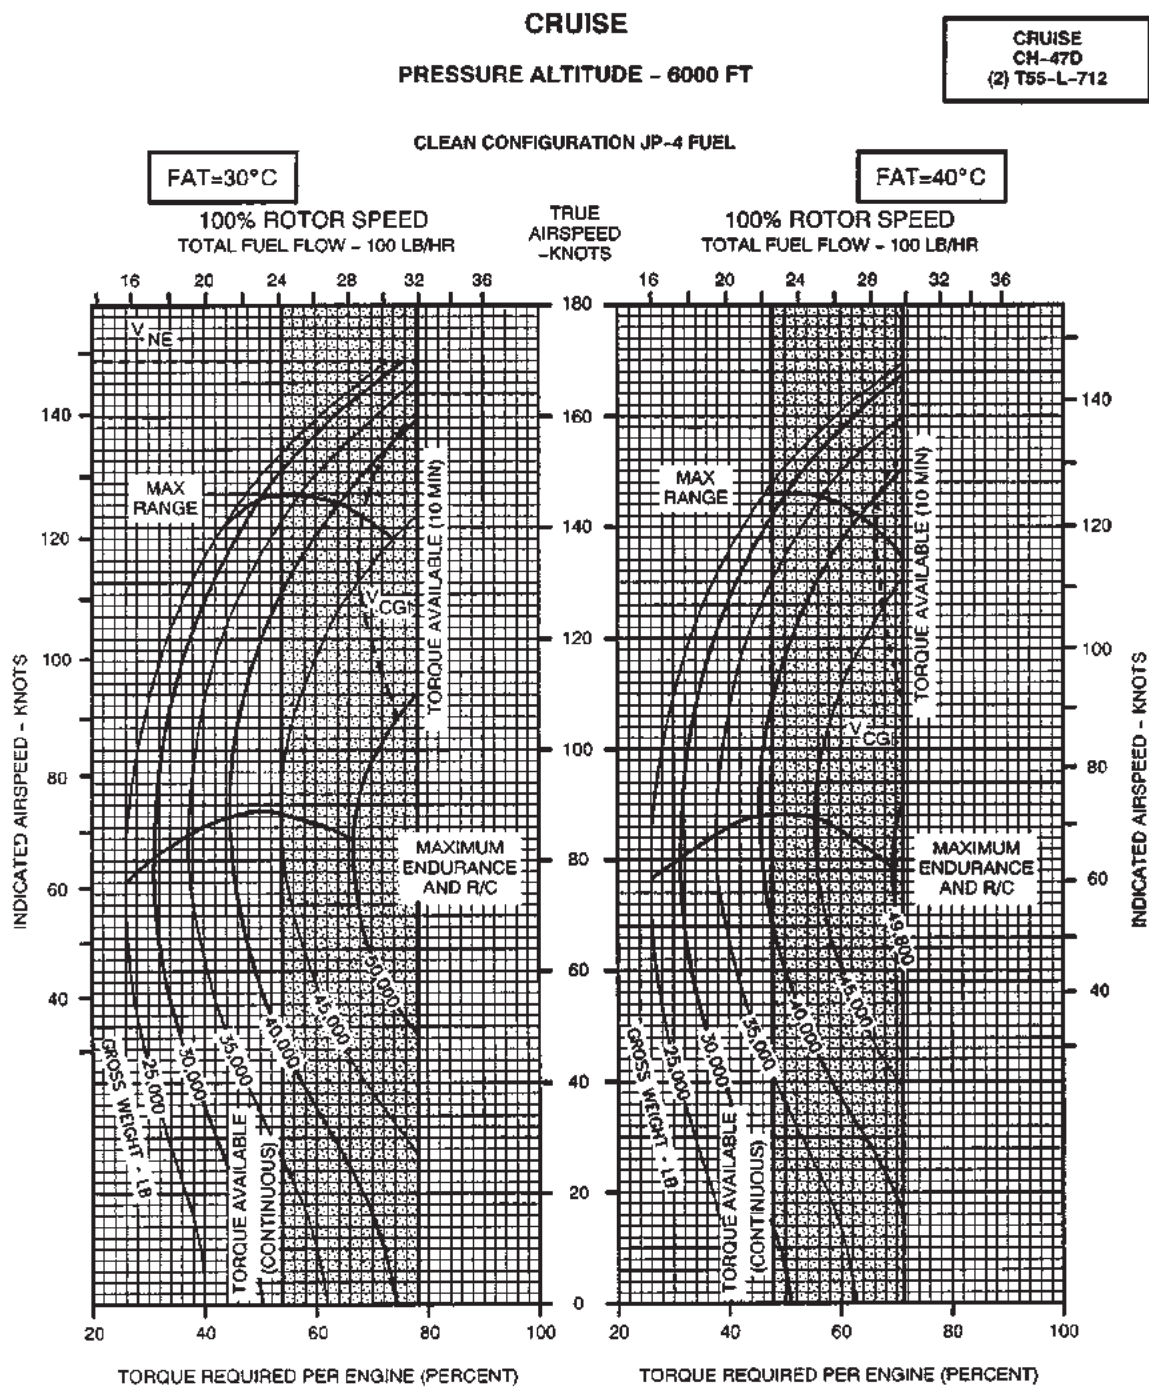 CRUISE
PRESSURE ALTITUDE – 6000 FT
CRUISE
CH–47D
(2) T55–L–712
CLEAN CONFIGURATION JP–4 FUEL
FAT=30°C
100% ROTOR SPEED
TOTAL FUEL FLOW – 100 LB/HR
TRUE
AIRSPEED
–KNOTS
FAT=40°C
100% ROTOR SPEED
TOTAL FUEL FLOW – 100 LB/HR
16 20 24 28 32 36
16 20 24 28 32 36
180
160
140
120
100
80
60
40
20
0
INDICATED AIRSPEED – KNOTS
140
120
100
80
60
40
V NE
MAX
RANGE
TORQUE AVAILABLE (10 MIN)
VCGI
MAXIMUM
ENDURANCE
AND R/C
GROSS WEIGHT – LB
25,000
30,000
35,000
40,000
45,000
50,000
TORQUE AVAILABLE –
(CONTINUOUS)
20 40 60 80 100
TORQUE REQUIRED PER ENGINE (PERCENT)
MAX
RANGE
TORQUE AVAILABLE (10 MIN)
VCGI
MAXIMUM
ENDURANCE
AND R/C
GROSS WEIGHT – LB
25,000
30,000
35,000
40,000
45,000
49,800
TORQUE AVAILABLE –
(CONTINUOUS)
140
120
100
80
60
40
INDICATED AIRSPEED – KNOTS
20 40 60 80 100
TORQUE REQUIRED PER ENGINE (PERCENT)